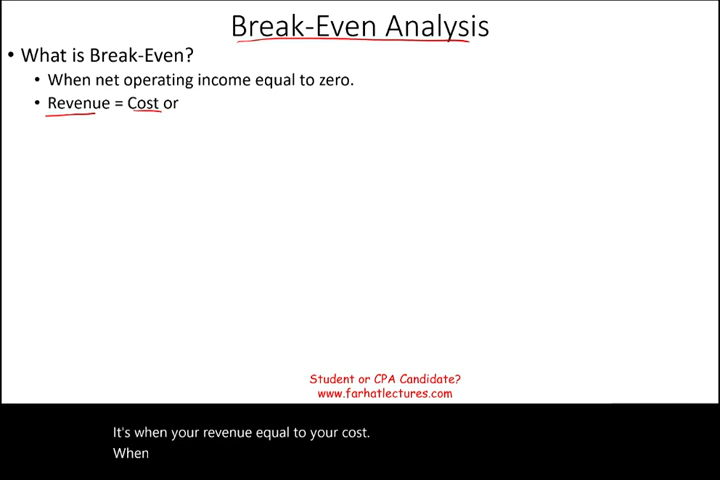 Break-Even Analysis
• What is Break-Even?
• When net operating income equal to zero.
• Revenue = Cost or
Student or CPA Candidate?
www.farhatlectures.com
It's when your revenue equal to your cost.
When